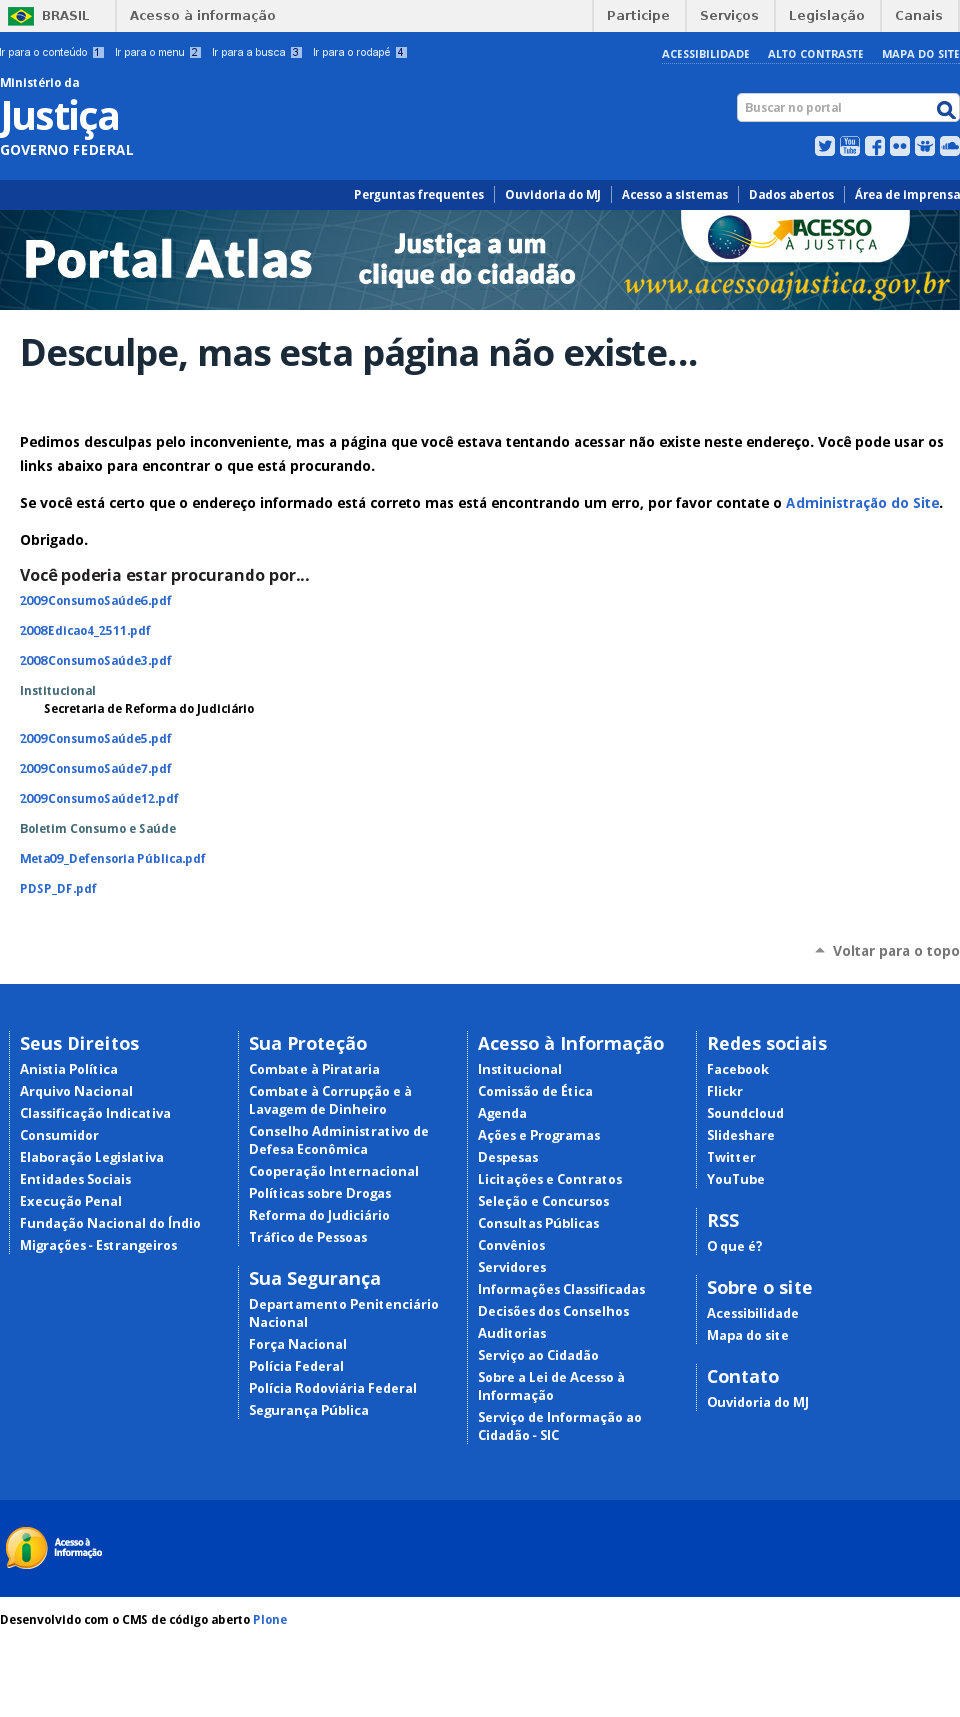 BRASIL
Acesso à informação
Participe
Serviços
Legislação
Canais
Ir para o conteúdo 1
Ir para o menu 2
Ir para a busca 3
Ir para o rodapé 4
ACESSIBILIDADE
ALTO CONTRASTE
MAPA DO SITE
Ministério da
Justiça
GOVERNO FEDERAL
Buscar no portal
You
Tube
Perguntas frequentes
Ouvidoria do MJ
Acesso a sistemas
Dados abertos
Área de imprensa
Portal Atlas
Justiça a um
clique do cidadão
ACESSO
À JUSTIÇA
www.acessoajustica.gov.br
Desculpe, mas esta página não existe...
Pedimos desculpas pelo inconveniente, mas a página que você estava tentando acessar não existe neste endereço. Você pode usar os
links abaixo para encontrar o que está procurando.
Se você está certo que o endereço informado está correto mas está encontrando um erro, por favor contate o Administração do Site.
Obrigado.
Você poderia estar procurando por...
2009ConsumoSaúde6.pdf
2008Edicao4_2511.pdf
2008ConsumoSaúde3.pdf
Institucional
Secretaria de Reforma do Judiciário
2009ConsumoSaúde5.pdf
2009ConsumoSaúde7.pdf
2009ConsumoSaúde12.pdf
Boletim Consumo e Saúde
Meta09_Defensoria Pública.pdf
PDSP_DF.pdf
Voltar para o topo
Seus Direitos
Anistia Política
Arquivo Nacional
Classificação Indicativa
Consumidor
Elaboração Legislativa
Entidades Sociais
Execução Penal
Fundação Nacional do Índio
Migrações - Estrangeiros
Sua Proteção
Combate à Pirataria
Combate à Corrupção e à
Lavagem de Dinheiro
Conselho Administrativo de
Defesa Econômica
Cooperação Internacional
Políticas sobre Drogas
Reforma do Judiciário
Tráfico de Pessoas
Sua Segurança
Departamento Penitenciário
Nacional
Força Nacional
Polícia Federal
Polícia Rodoviária Federal
Segurança Pública
Acesso à Informação
Institucional
Comissão de Ética
Agenda
Ações e Programas
Despesas
Licitações e Contratos
Seleção e Concursos
Consultas Públicas
Convênios
Servidores
Informações Classificadas
Decisões dos Conselhos
Auditorias
Serviço ao Cidadão
Sobre a Lei de Acesso à
Informação
Serviço de Informação ao
Cidadão - SIC
Redes sociais
Facebook
Flickr
Soundcloud
Slideshare
Twitter
YouTube
RSS
O que é?
Sobre o site
Acessibilidade
Mapa do site
Contato
Ouvidoria do MJ
Acesso à
Informação
Desenvolvido com o CMS de código aberto Plone